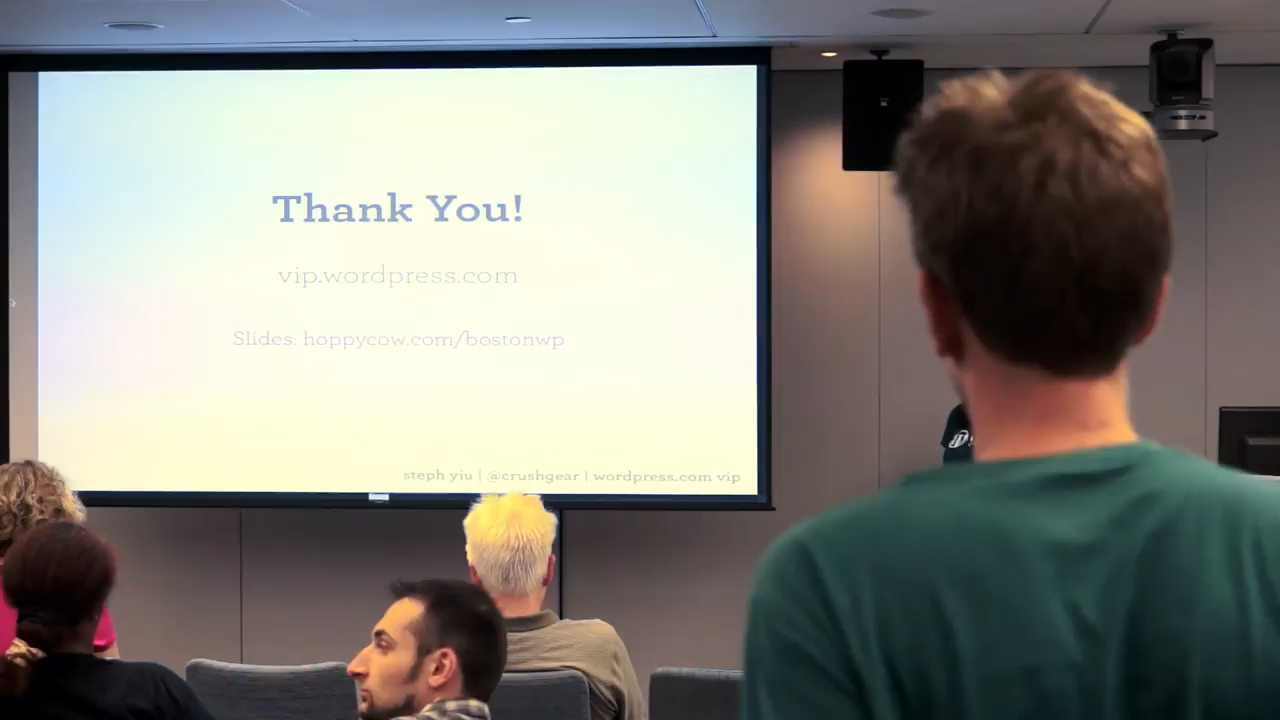 Thank You!
vip.wordpress.com
Slides: hoppycow.com/bostonwp
steph yiu | @crushgear | wordpress.com vip